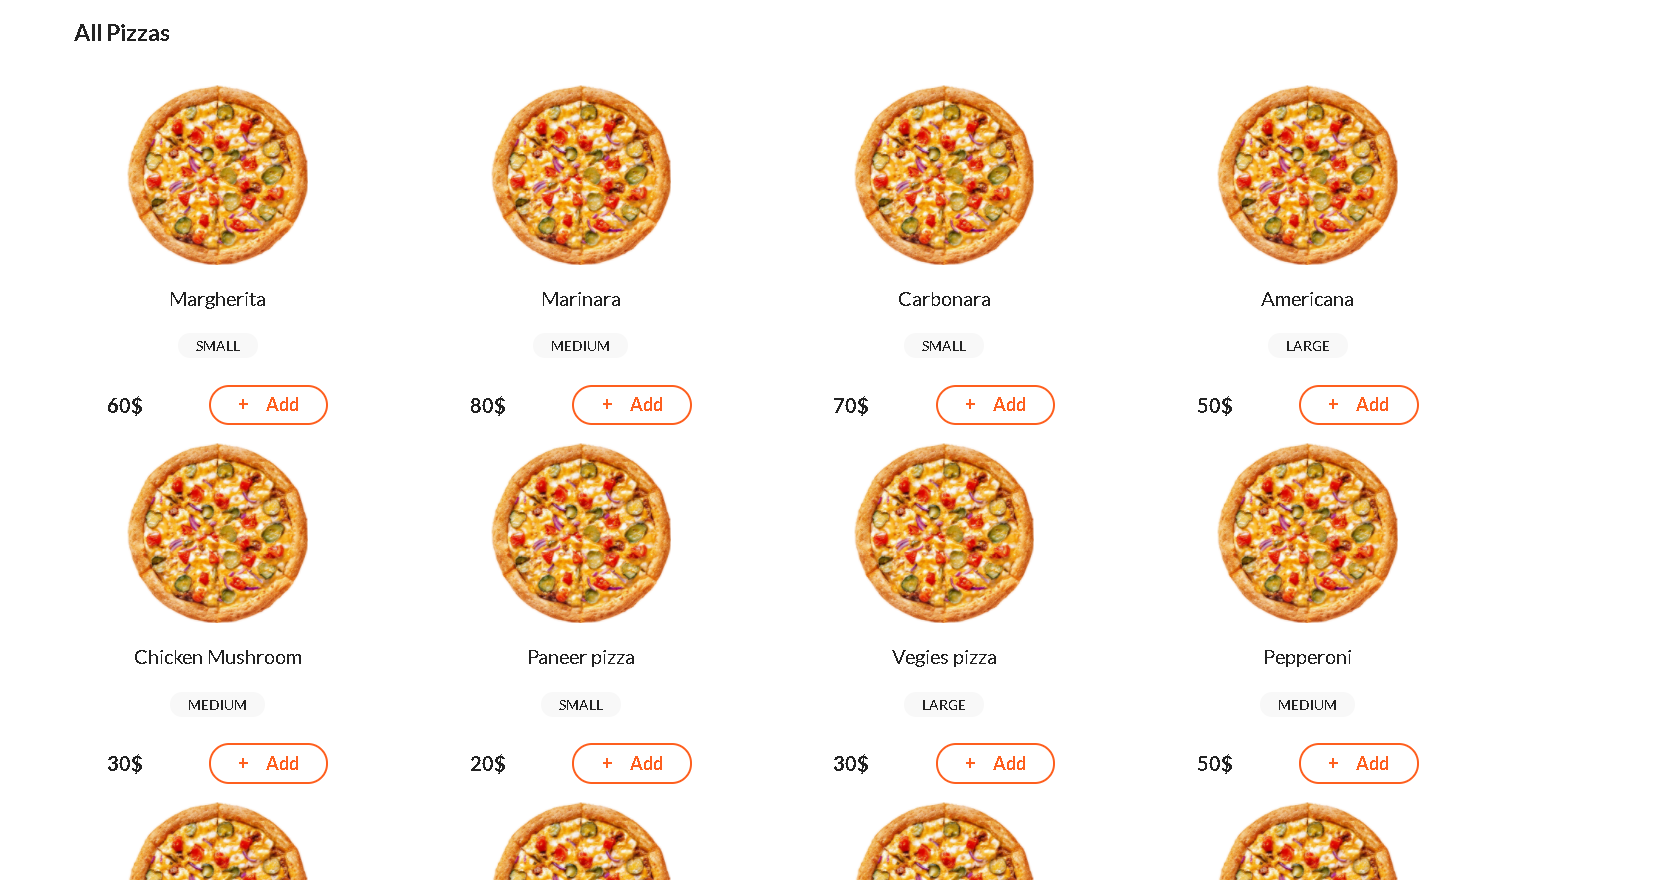 All Pizzas
Margherita
Marinara
Carbonara
Americana
SMALL
MEDIUM
SMALL
LARGE
60$
+ Add
80$
+ Add
70$
+ Add
50$
+ Add
Chicken Mushroom
Paneer pizza
Vegies pizza
Pepperoni
MEDIUM
SMALL
LARGE
MEDIUM
30$
+ Add
20$
+ Add
30$
+ Add
50$
+ Add